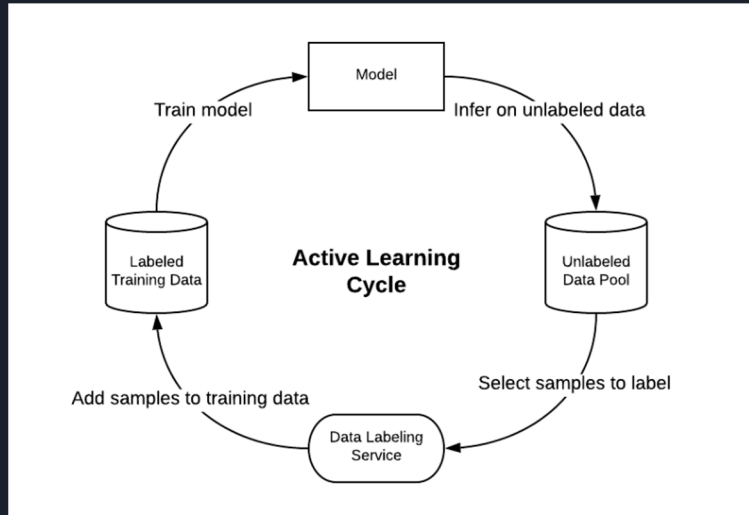 Model
Train model
Infer on unlabeled data
Labeled
Training Data
Active Learning
Cycle
Unlabeled
Data Pool
Select samples to label
Add samples to training data
Data Labeling
Service